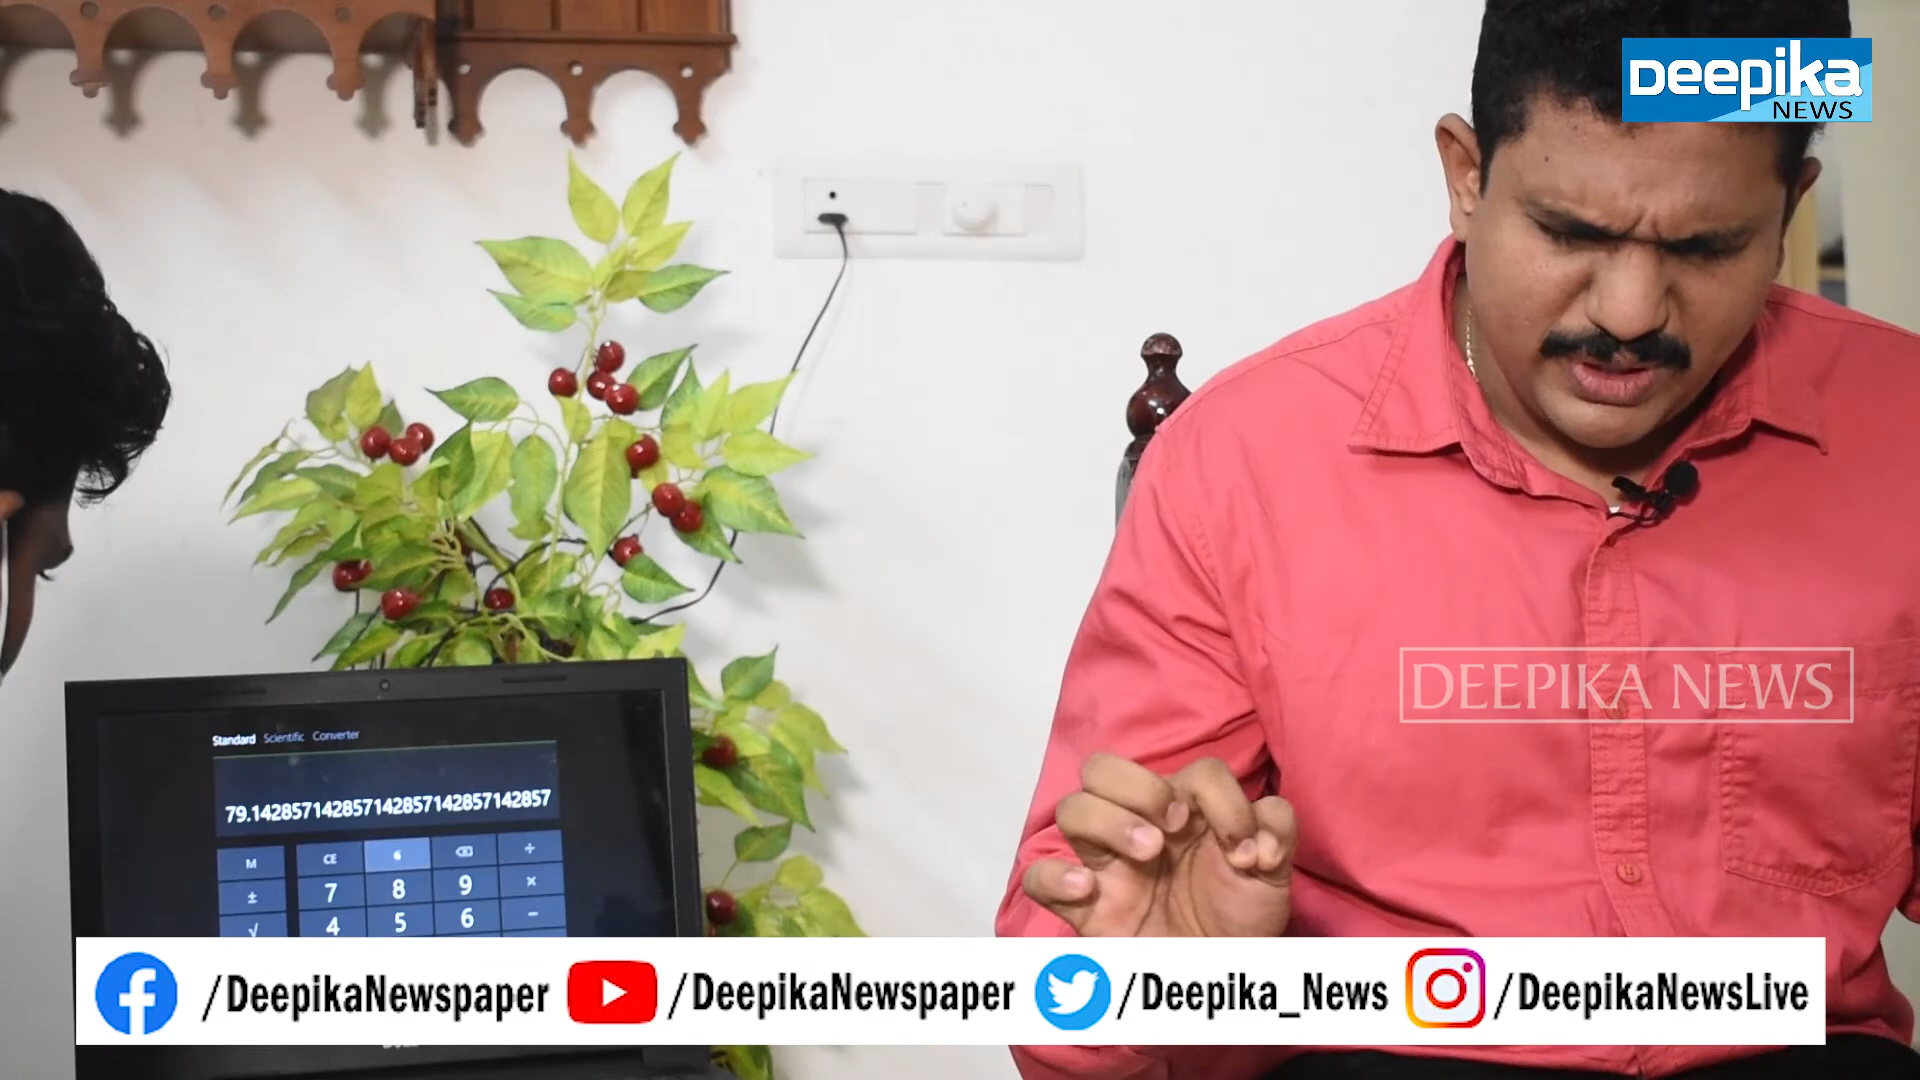 Deepika
NEWS
DEEPIKA NEWS
Standard Scientific Converter
79.142857142857142857142857142857
M CE 6 ÷
± 7 8 9 ×
√ 4 5 6 −
/DeepikaNewspaper /DeepikaNewspaper /Deepika_News /DeepikaNewsLive